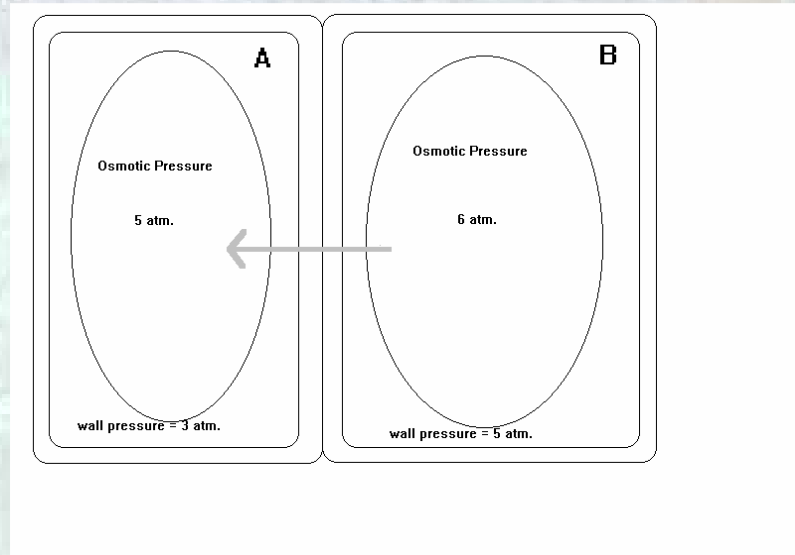 A
Osmotic Pressure
5 atm.
wall pressure = 3 atm.
B
Osmotic Pressure
6 atm.
wall pressure = 5 atm.